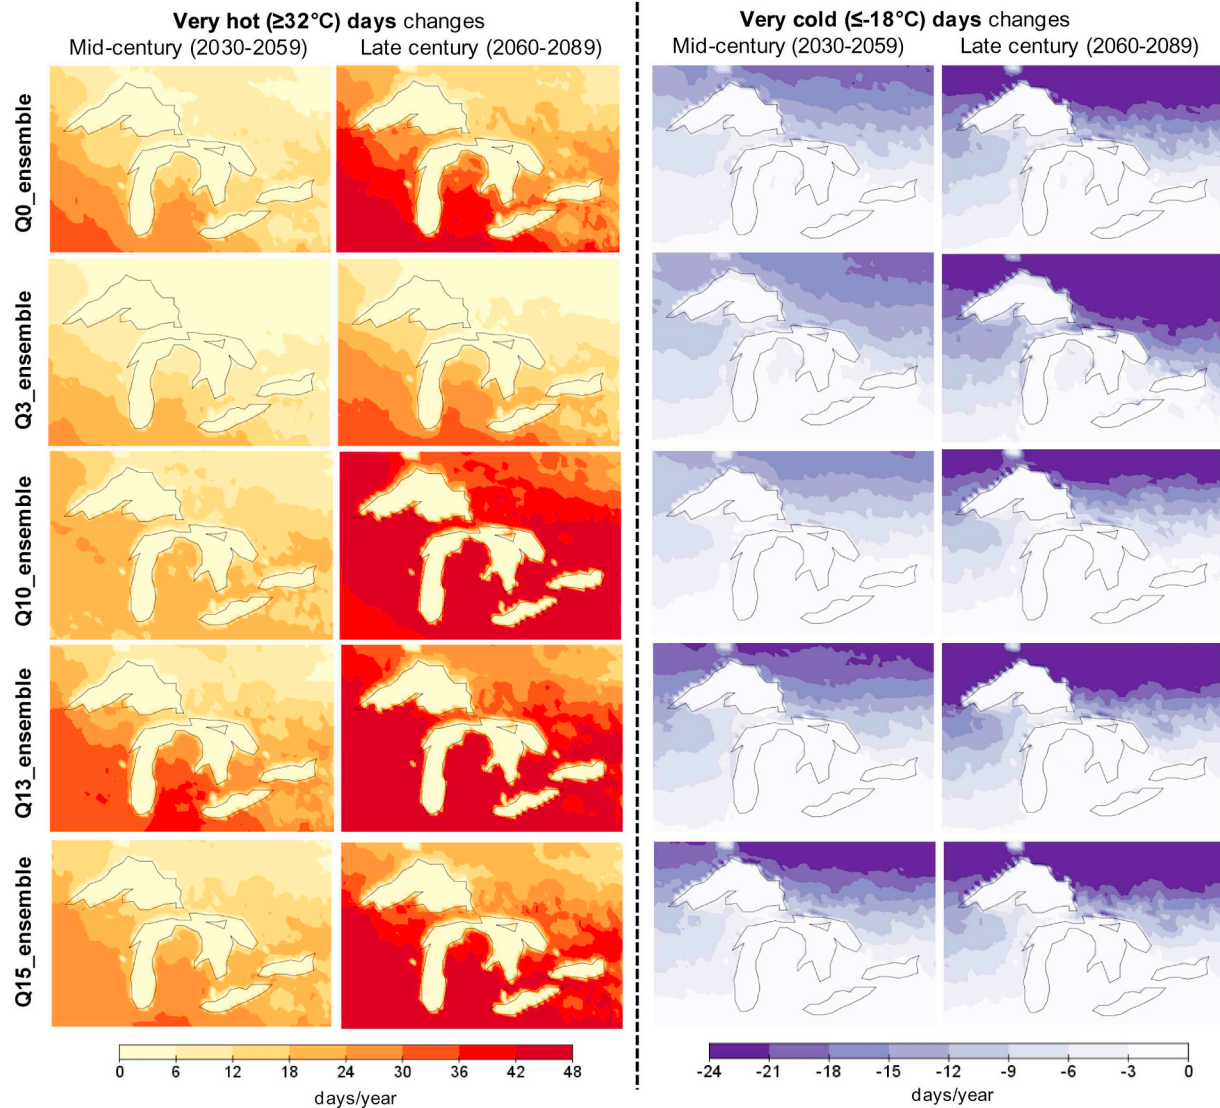 Very hot (≥32°C) days changes
Mid-century (2030-2059) Late century (2060-2089)
Very cold (≤-18°C) days changes
Mid-century (2030-2059) Late century (2060-2089)
Q0_ensemble
Q3_ensemble
Q10_ensemble
Q13_ensemble
Q15_ensemble
0 6 12 18 24 30 36 42 48
days/year
-24 -21 -18 -15 -12 -9 -6 -3 0
days/year